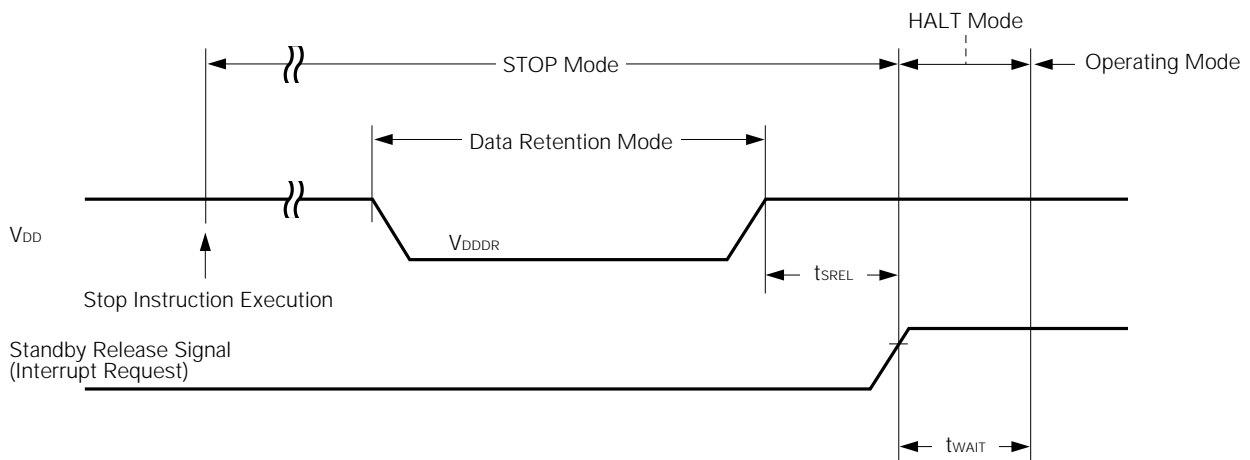 HALT Mode
STOP Mode
Operating Mode
Data Retention Mode
VDD
VDDDR
tSREL
Stop Instruction Execution
Standby Release Signal
(Interrupt Request)
tWAIT